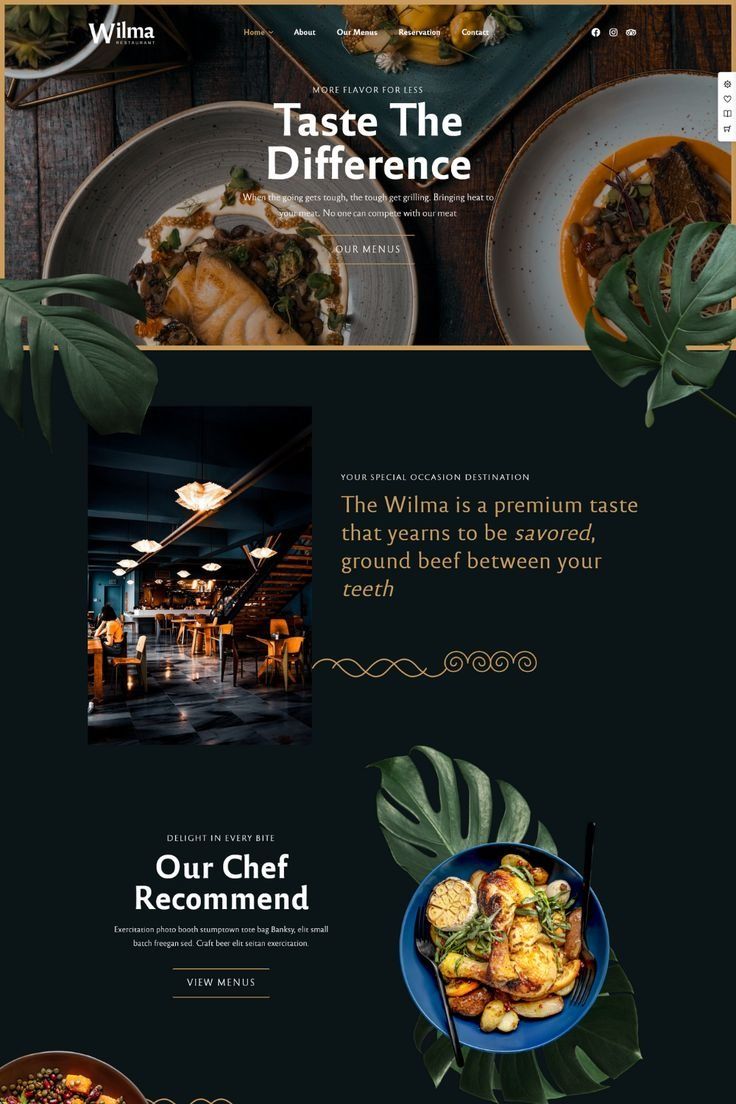 Wilma
RESTAURANT
Home
About
Our Menus
Reservation
Contact
MORE FLAVOR FOR LESS
Taste The
Difference
When the going gets tough, the tough get grilling. Bringing heat to
your meat. No one can compete with our meat
OUR MENUS
YOUR SPECIAL OCCASION DESTINATION
The Wilma is a premium taste
that yearns to be savored,
ground beef between your
teeth
DELIGHT IN EVERY BITE
Our Chef
Recommend
Exercitation photo booth stumptown tote bag Banksy, elit small
batch freegan sed. Craft beer elit seitan exercitation.
VIEW MENUS